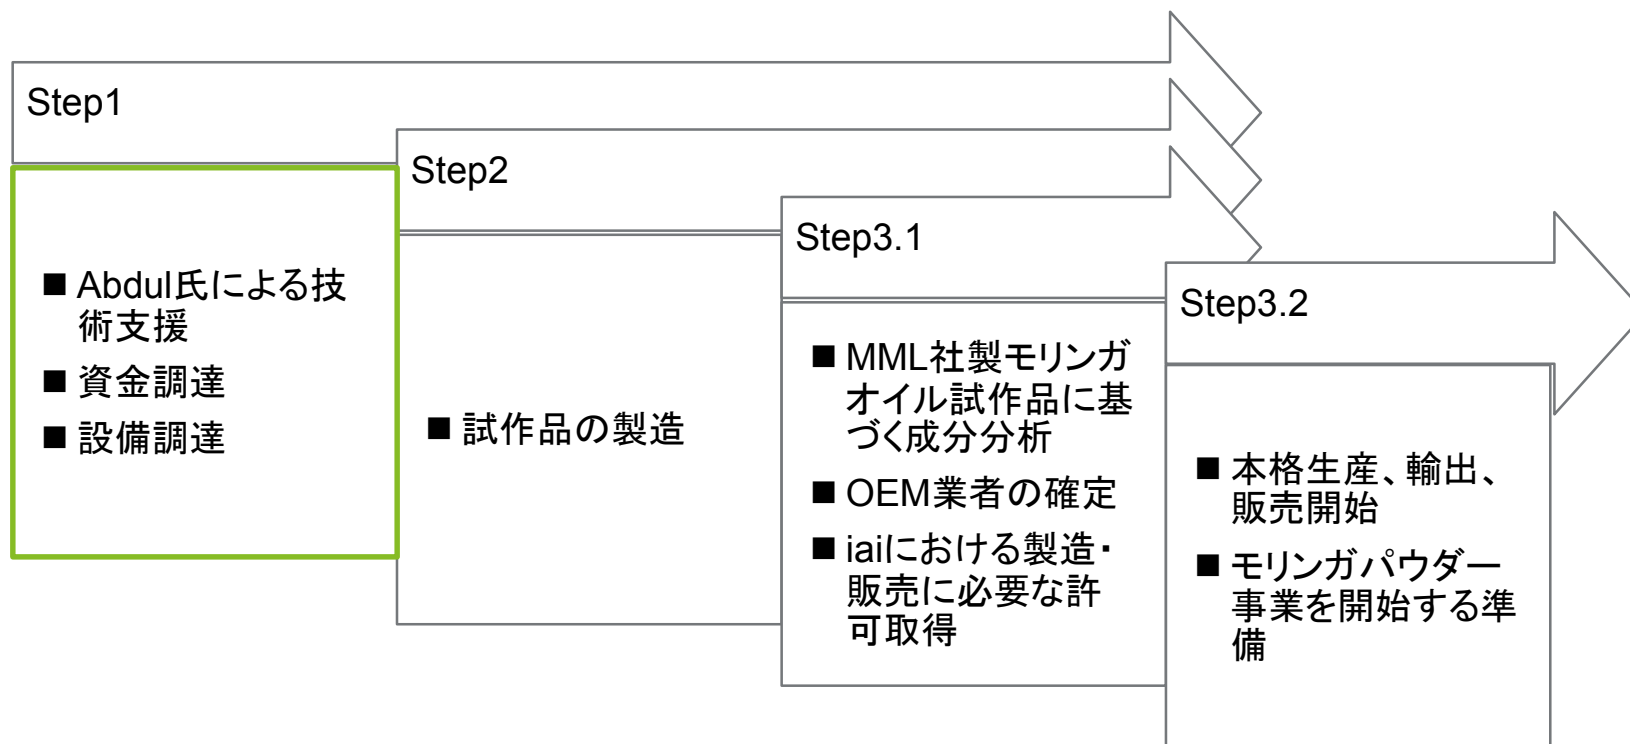 Step1
■ Abdul氏による技
術支援
■ 資金調達
■ 設備調達
Step2
■ 試作品の製造
Step3.1
■ MML社製モリンガ
オイル試作品に基
づく成分分析
■ OEM業者の確定
■ iaiにおける製造・
販売に必要な許
可取得
Step3.2
■ 本格生産、輸出、
販売開始
■ モリンガパウダー
事業を開始する準
備